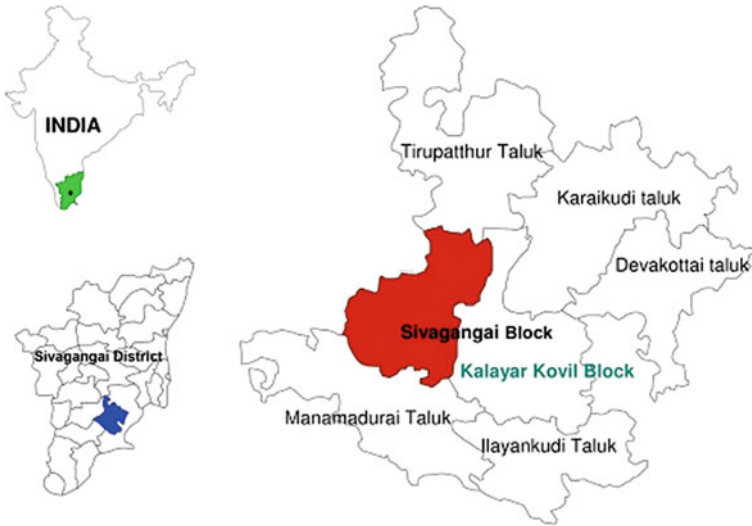 INDIA
Sivagangai District
Tirupatthur Taluk
Karaikudi taluk
Devakottai taluk
Sivagangai Block
Kalayar Kovil Block
Manamadurai Taluk
Ilayankudi Taluk